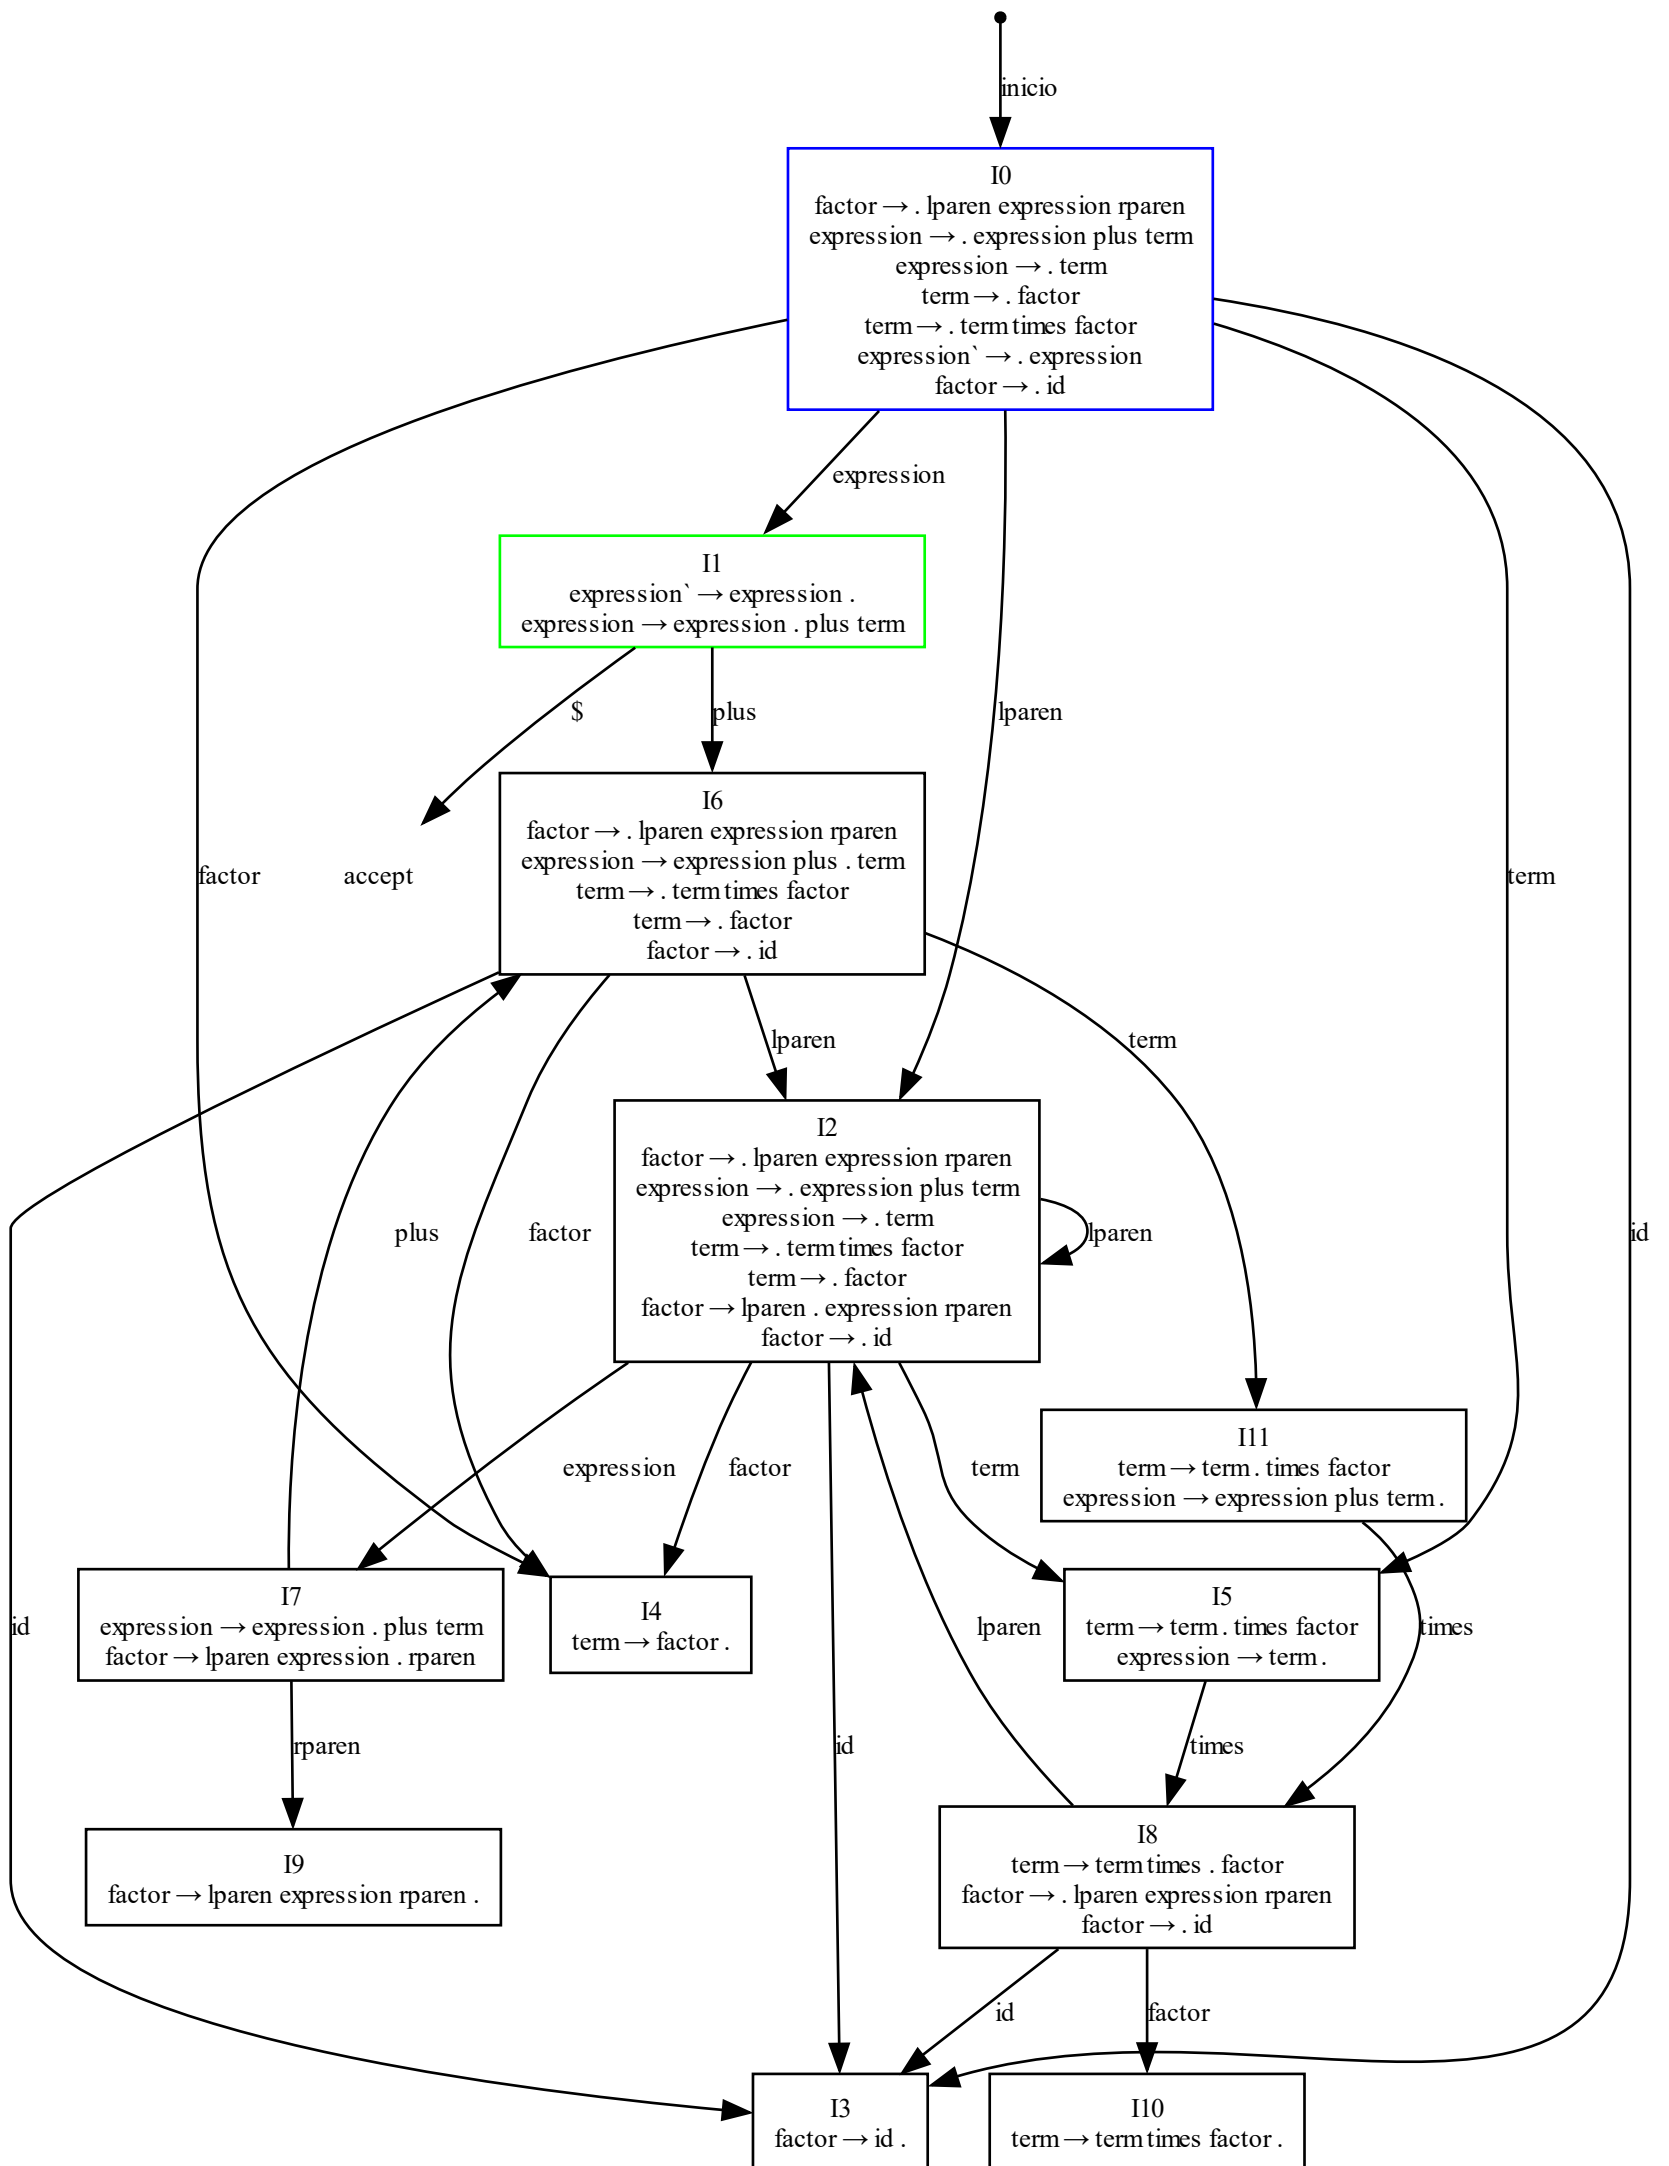 inicio
I0
factor → . lparen expression rparen
expression → . expression plus term
expression → . term
term → . factor
term → . term times factor
expression` → . expression
factor → . id
expression
I1
expression` → expression .
expression → expression . plus term
$
plus
lparen
I6
factor → . lparen expression rparen
expression → expression plus . term
term → . term times factor
term → . factor
factor → . id
factor
accept
term
lparen
term
I2
factor → . lparen expression rparen
expression → . expression plus term
expression → . term
term → . term times factor
term → . factor
factor → lparen . expression rparen
factor → . id
plus
factor
lparen
id
I11
term → term . times factor
expression → expression plus term .
expression
factor
term
I7
expression → expression . plus term
factor → lparen expression . rparen
I4
term → factor .
I5
term → term . times factor
expression → term .
id
lparen
times
rparen
id
times
I9
factor → lparen expression rparen .
I8
term → term times . factor
factor → . lparen expression rparen
factor → . id
id
factor
I3
factor → id .
I10
term → term times factor .